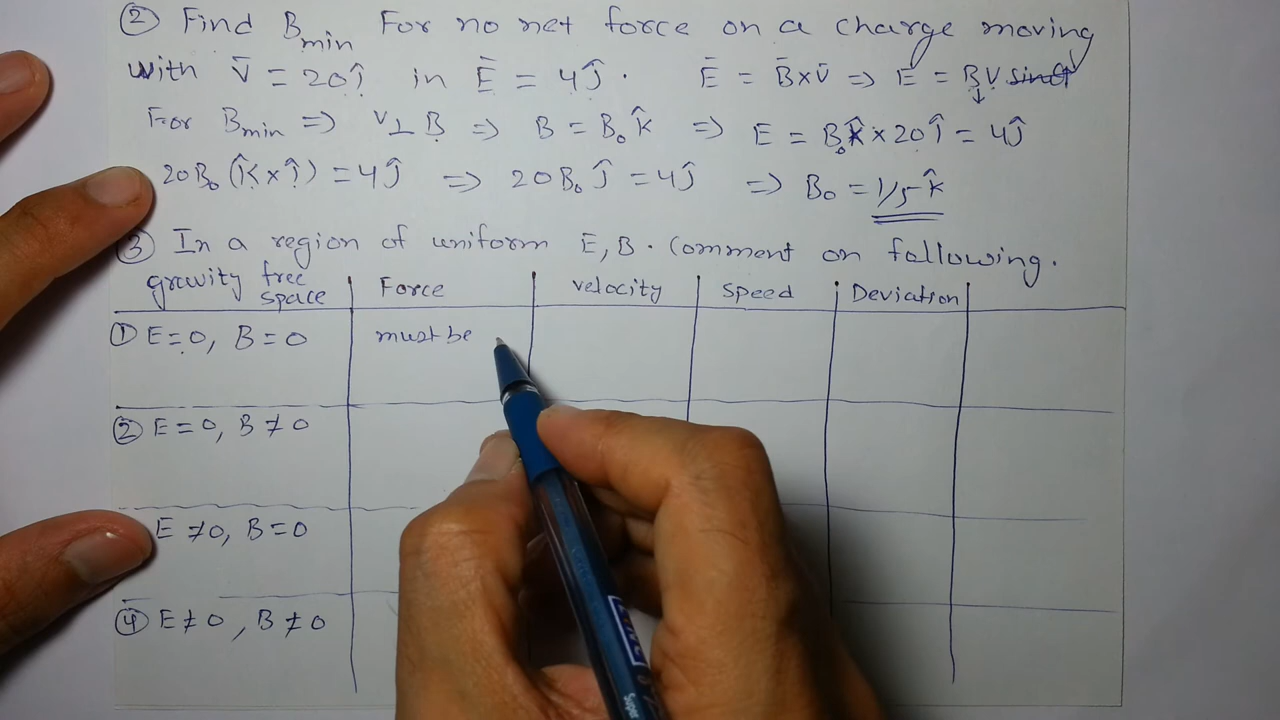 ② Find Bmin For no net force on a charge moving
with V̄ = 20î in Ē = 4ĵ. Ē = B̄×v̄ ⇒ E = BV sinθ
For Bmin ⇒ V⊥B ⇒ B = B₀k̂ ⇒ E = B₀k̂ × 20î = 4ĵ
20B₀(k̂×î) = 4ĵ ⇒ 20B₀ĵ = 4ĵ ⇒ B₀ = 1/5 k̂
③ In a region of uniform E, B. Comment on following.
gravity free space | Force | velocity | speed | Deviation
① E=0, B=0 | must be
② E=0, B≠0
E≠0, B=0
④ E≠0, B≠0